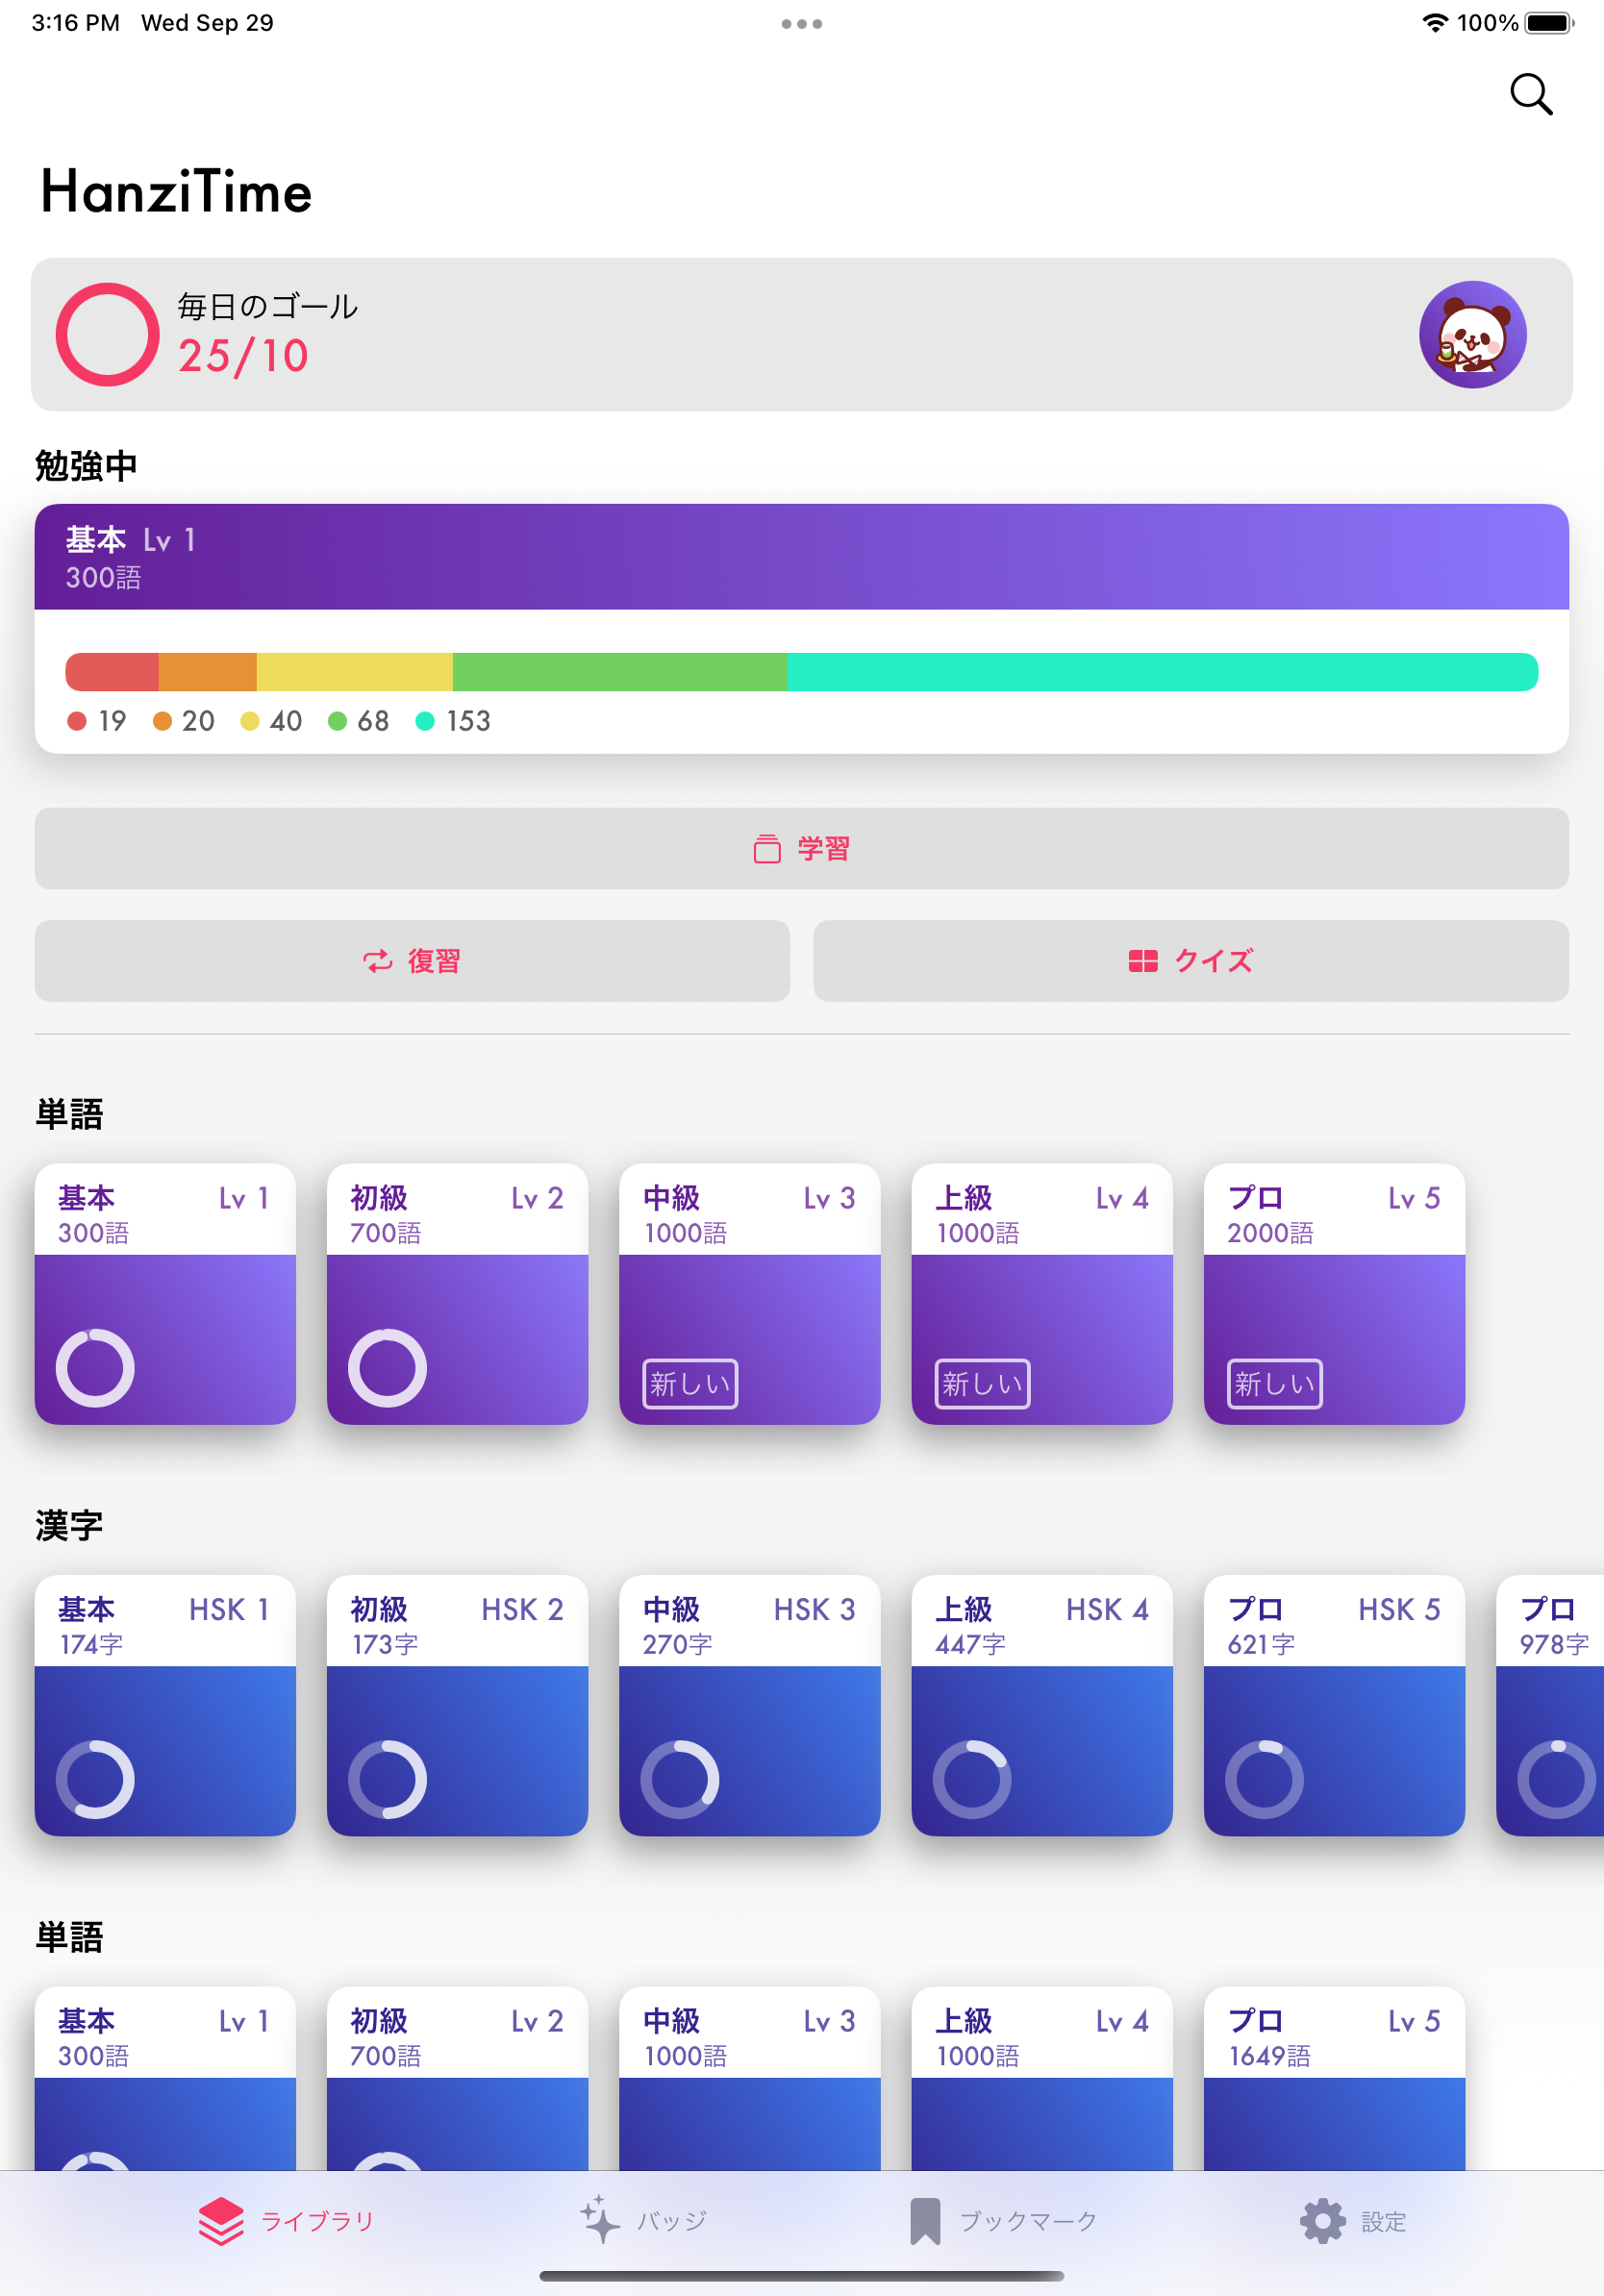 3:16 PM Wed Sep 29
100%
HanziTime
毎日のゴール
25/10
勉強中
基本 Lv 1
300語
19 20 40 68 153
学習
復習 クイズ
単語
基本 Lv 1 初級 Lv 2 中級 Lv 3 上級 Lv 4 プロ Lv 5
300語 700語 1000語 1000語 2000語
新しい 新しい 新しい
漢字
基本 HSK 1 初級 HSK 2 中級 HSK 3 上級 HSK 4 プロ HSK 5 プロ
174字 173字 270字 447字 621字 978字
単語
基本 Lv 1 初級 Lv 2 中級 Lv 3 上級 Lv 4 プロ Lv 5
300語 700語 1000語 1000語 1649語
ライブラリ バッジ ブックマーク 設定